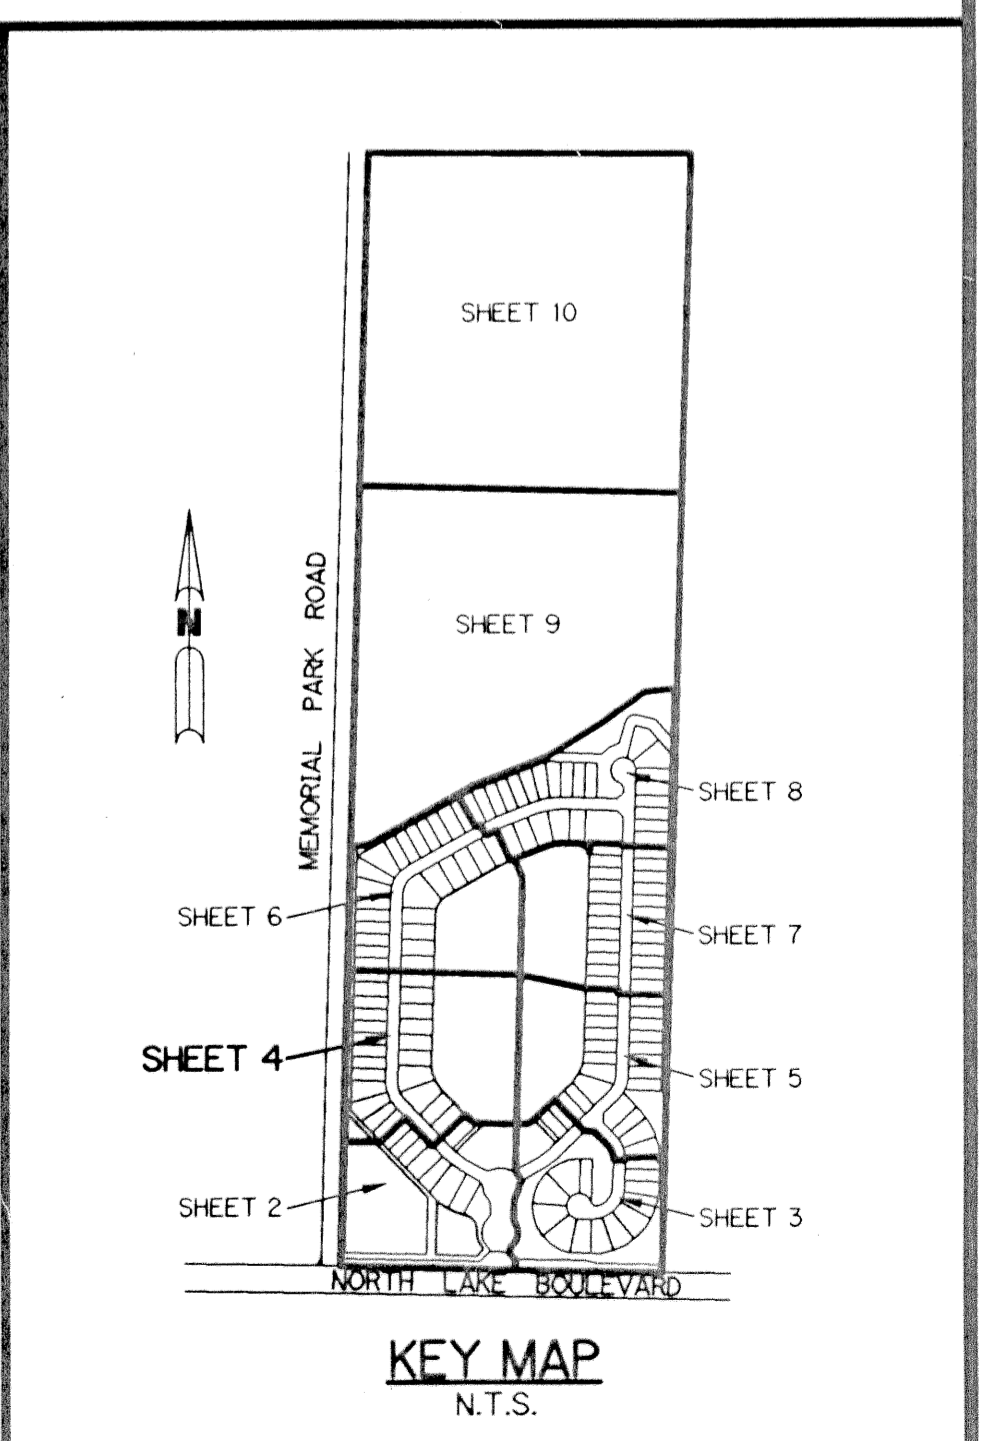 SHEET 10
SHEET 9
N
MEMORIAL PARK ROAD
SHEET 8
SHEET 6
SHEET 7
SHEET 4
SHEET 5
SHEET 2
SHEET 3
NORTH LAKE BOULEVARD
KEY MAP
N.T.S.